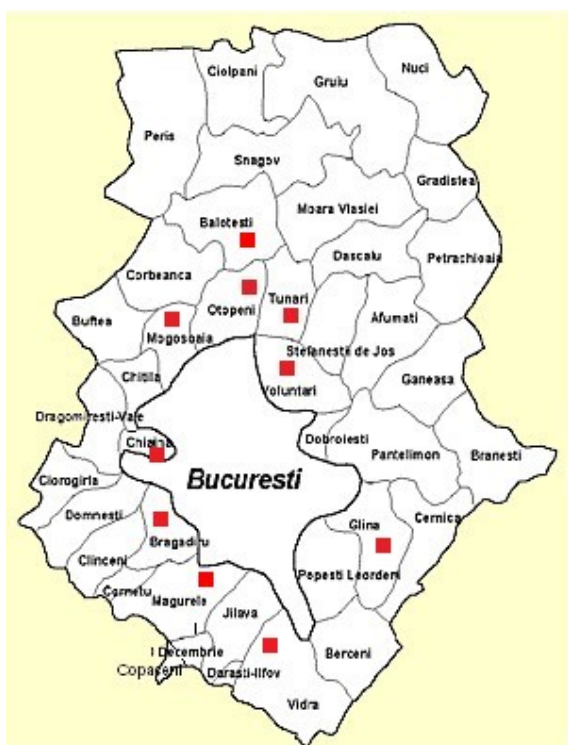 Ciolpani
Nuci
Gruiu
Peris
Snagov
Gradistea
Moara Vlasiei
Balotesti
Dascalu
Petrachioaia
Corbeanca
Tunari
Otopeni
Afumati
Buftea
Mogosoaia
Stefanestii de Jos
Chitila
Ganeasa
Voluntari
Dragomiresti-Vale
Chiajna
Dobroiesti
Pantelimon
Branesti
Bucuresti
Ciorogirla
Domnesti
Cernica
Glina
Bragadiru
Clinceni
Popesti Leordeni
Cornetu
Magurele
Jilava
1 Decembrie
Berceni
Copaceni
Darasti-Ilfov
Vidra